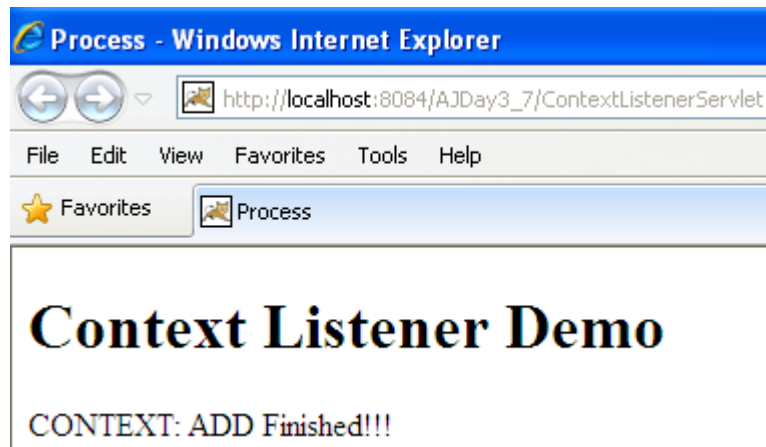 Process - Windows Internet Explorer
http://localhost:8084/AJDay3_7/ContextListenerServlet
File Edit View Favorites Tools Help
Favorites Process
Context Listener Demo
CONTEXT: ADD Finished!!!